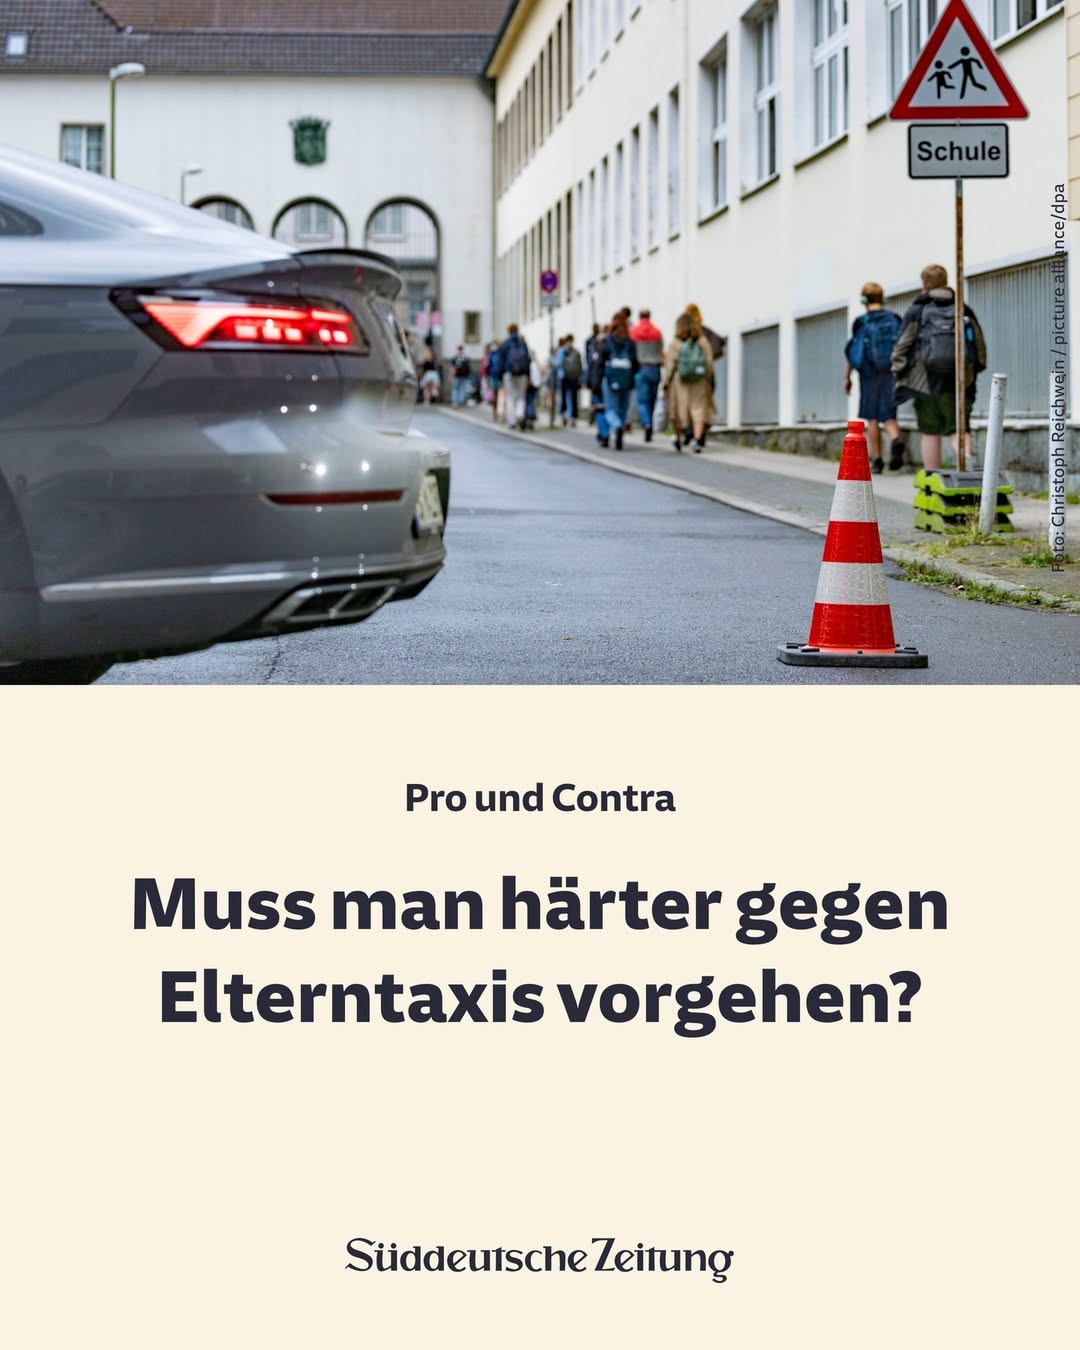 Schule
Foto: Christoph Reichwein / picture alliance/dpa
Pro und Contra
Muss man härter gegen
Elterntaxis vorgehen?
Süddeutsche Zeitung